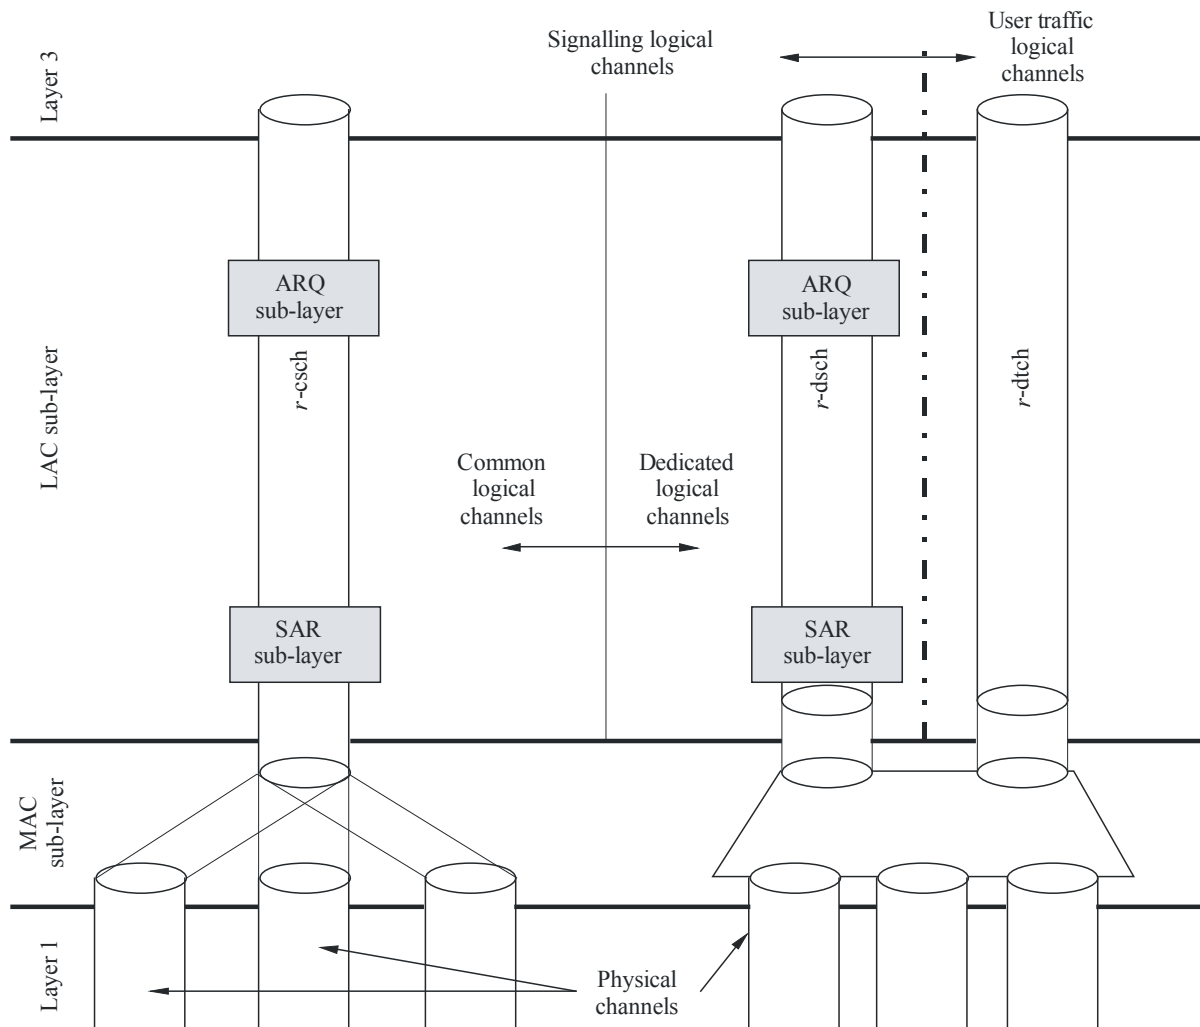 Layer 3
Signalling logical
channels
User traffic
logical
channels
LAC sub-layer
ARQ
sub-layer
ARQ
sub-layer
r-csch
r-dsch
r-dtch
Common
logical
channels
Dedicated
logical
channels
SAR
sub-layer
SAR
sub-layer
MAC
sub-layer
Layer 1
Physical
channels